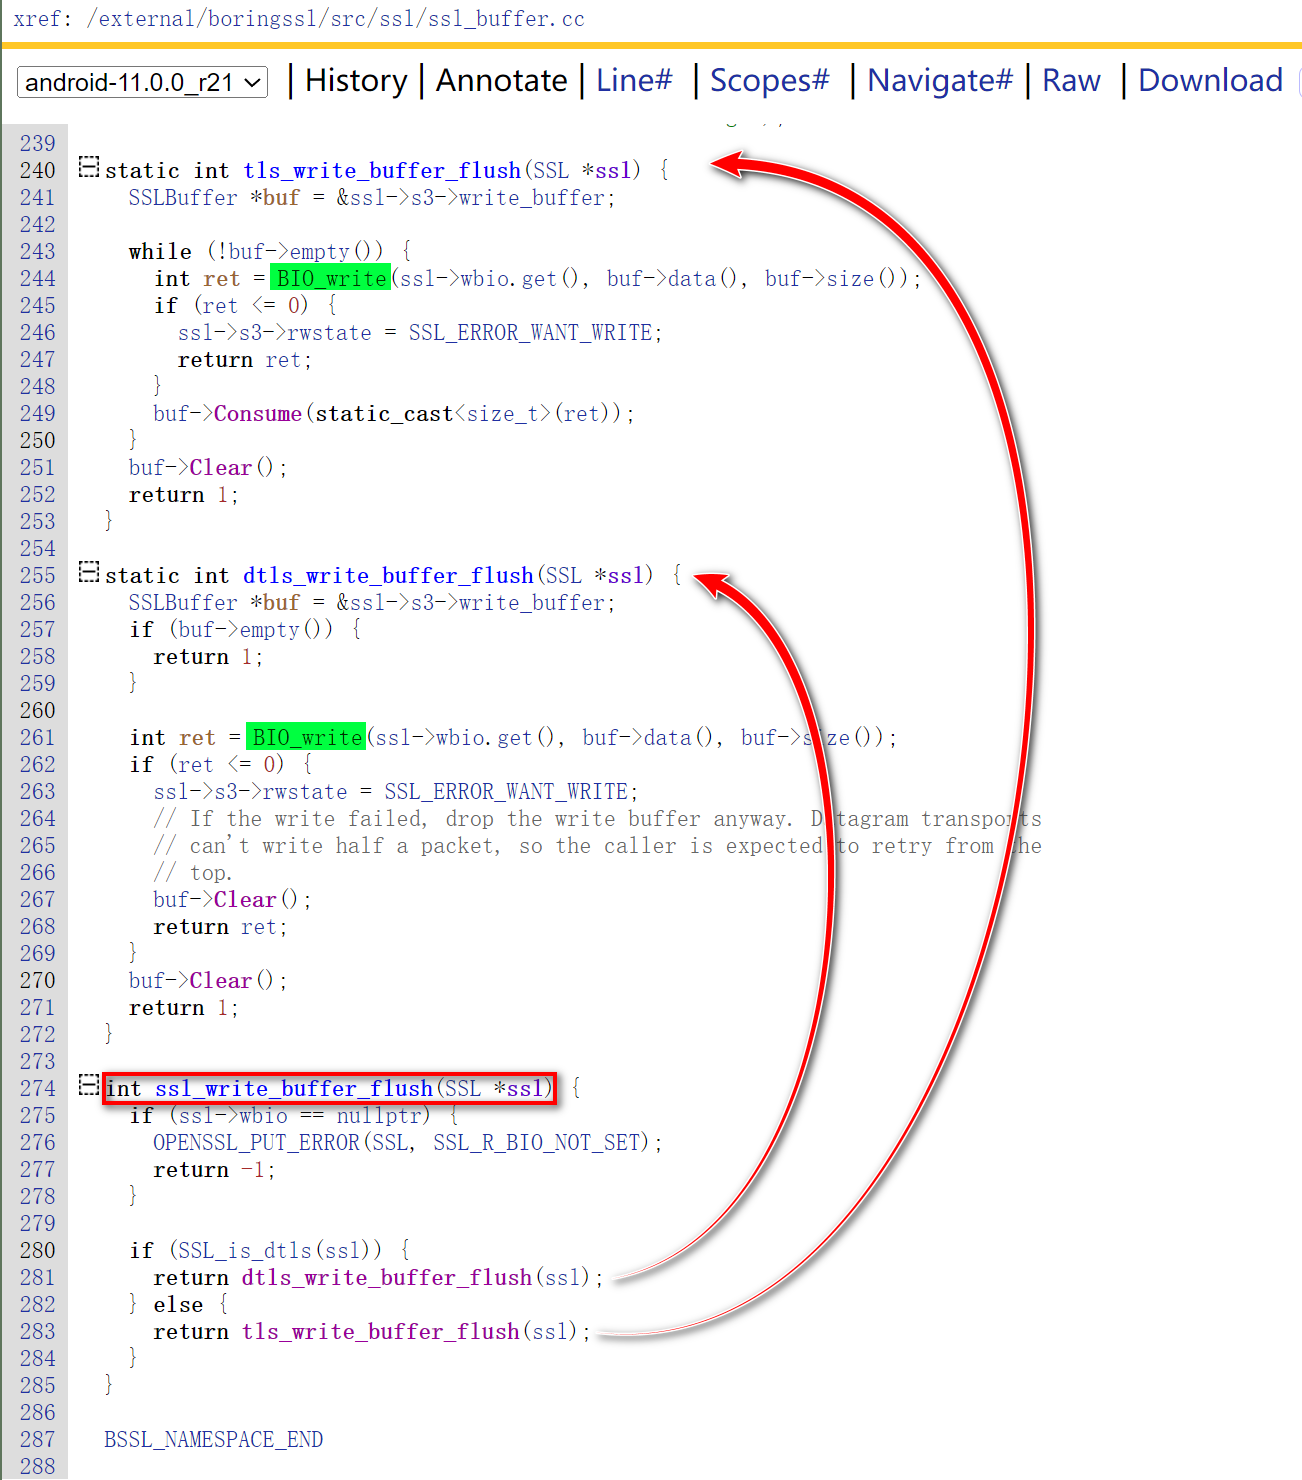 xref: /external/boringssl/src/ssl/ssl_buffer.cc
android-11.0.0_r21 | History | Annotate | Line# | Scopes# | Navigate# | Raw | Download
239
240 static int tls_write_buffer_flush(SSL *ssl) {
241   SSLBuffer *buf = &ssl->s3->write_buffer;
242
243   while (!buf->empty()) {
244     int ret = BIO_write(ssl->wbio.get(), buf->data(), buf->size());
245     if (ret <= 0) {
246       ssl->s3->rwstate = SSL_ERROR_WANT_WRITE;
247       return ret;
248     }
249     buf->Consume(static_cast<size_t>(ret));
250   }
251   buf->Clear();
252   return 1;
253 }
254
255 static int dtls_write_buffer_flush(SSL *ssl) {
256   SSLBuffer *buf = &ssl->s3->write_buffer;
257   if (buf->empty()) {
258     return 1;
259   }
260
261   int ret = BIO_write(ssl->wbio.get(), buf->data(), buf->size());
262   if (ret <= 0) {
263     ssl->s3->rwstate = SSL_ERROR_WANT_WRITE;
264     // If the write failed, drop the write buffer anyway. Datagram transports
265     // can't write half a packet, so the caller is expected to retry from the
266     // top.
267     buf->Clear();
268     return ret;
269   }
270   buf->Clear();
271   return 1;
272 }
273
274 int ssl_write_buffer_flush(SSL *ssl) {
275   if (ssl->wbio == nullptr) {
276     OPENSSL_PUT_ERROR(SSL, SSL_R_BIO_NOT_SET);
277     return -1;
278   }
279
280   if (SSL_is_dtls(ssl)) {
281     return dtls_write_buffer_flush(ssl);
282   } else {
283     return tls_write_buffer_flush(ssl);
284   }
285 }
286
287 BSSL_NAMESPACE_END
288